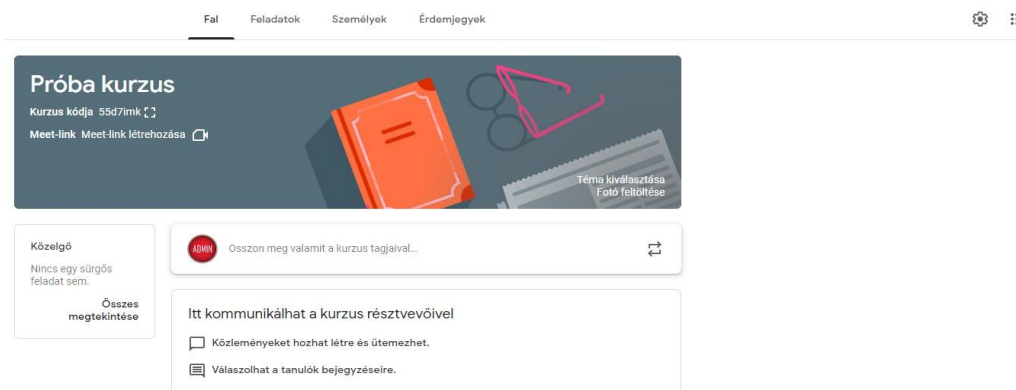 Fal Feladatok Személyek Érdemjegyek
Próba kurzus
Kurzus kódja 55d7imk
Meet-link Meet-link létrehozása
Téma kiválasztása
Fotó feltöltése
Közelgő
Nincs egy sürgős
feladat sem.
Összes
megtekintése
ADMIN Osszon meg valamit a kurzus tagjaival...
Itt kommunikálhat a kurzus résztvevőivel
Közleményeket hozhat létre és ütemezhet.
Válaszolhat a tanulók bejegyzéseire.